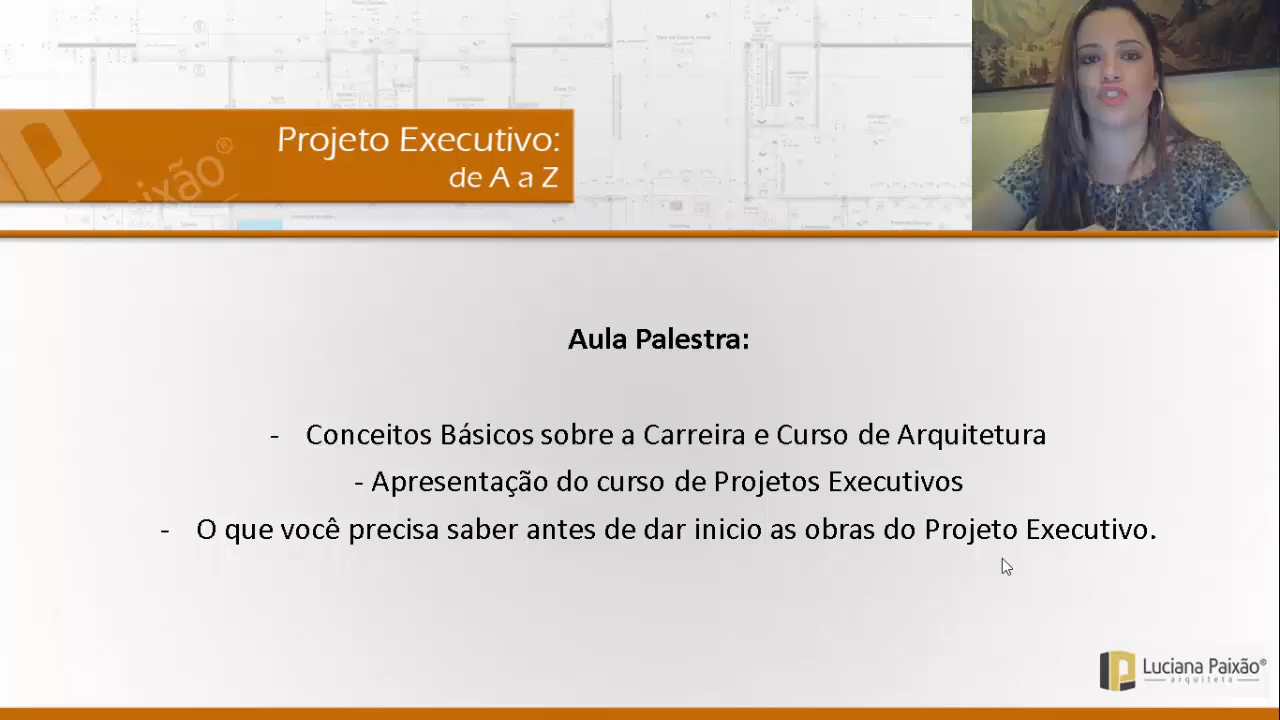 Projeto Executivo:
de A a Z
aixão®
Aula Palestra:
- Conceitos Básicos sobre a Carreira e Curso de Arquitetura
- Apresentação do curso de Projetos Executivos
- O que você precisa saber antes de dar inicio as obras do Projeto Executivo.
Luciana Paixão®
arquiteta